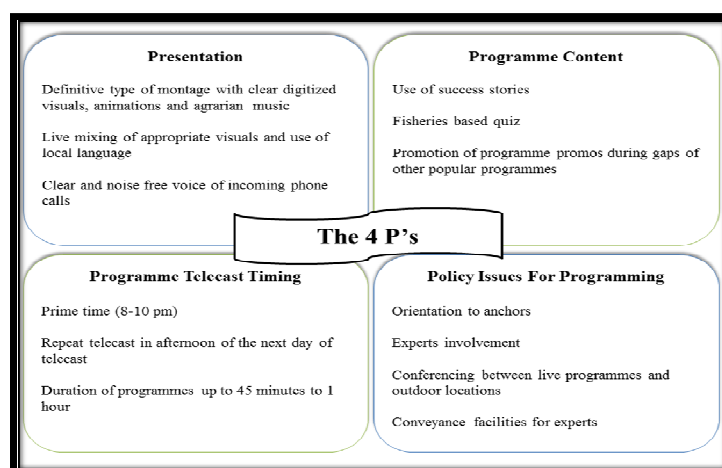 Presentation
Definitive type of montage with clear digitized
visuals, animations and agrarian music
Live mixing of appropriate visuals and use of
local language
Clear and noise free voice of incoming phone
calls
Programme Content
Use of success stories
Fisheries based quiz
Promotion of programme promos during gaps of
other popular programmes
The 4 P's
Programme Telecast Timing
Prime time (8-10 pm)
Repeat telecast in afternoon of the next day of
telecast
Duration of programmes up to 45 minutes to 1
hour
Policy Issues For Programming
Orientation to anchors
Experts involvement
Conferencing between live programmes and
outdoor locations
Conveyance facilities for experts